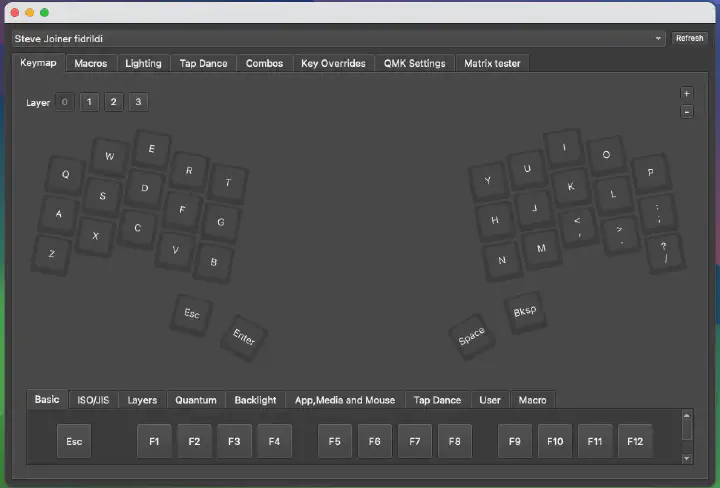 Steve Joiner fidrildi
Refresh
Keymap Macros Lighting Tap Dance Combos Key Overrides QMK Settings Matrix tester
Layer 0 1 2 3
+
-
Q W E R T Y U I O P
A S D F G H J K L : ;
Z X C V B N M < , > . ? /
Esc Enter Space Bksp
Basic ISO/JIS Layers Quantum Backlight App,Media and Mouse Tap Dance User Macro
Esc F1 F2 F3 F4 F5 F6 F7 F8 F9 F10 F11 F12